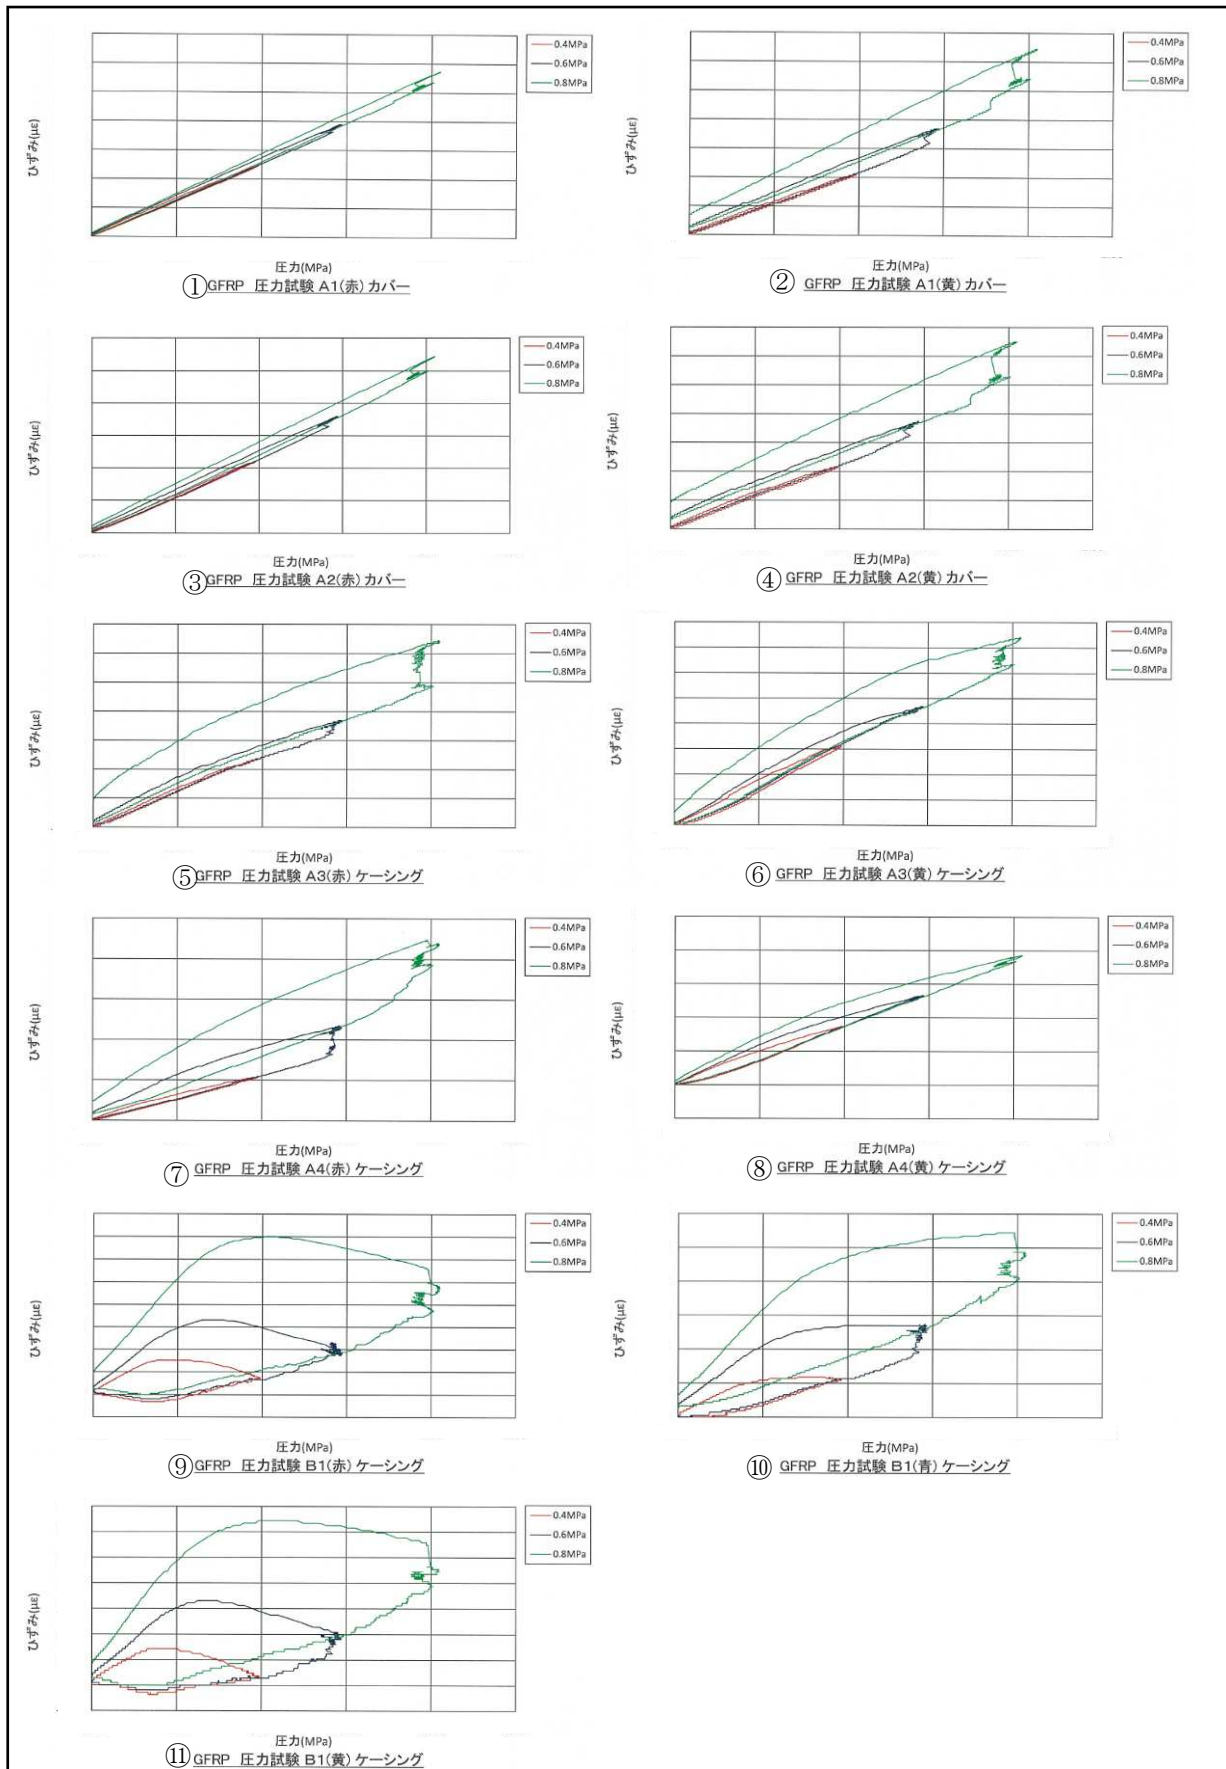 0.4MPa
0.6MPa
0.8MPa
ひずみ(με)
圧力(MPa)
①GFRP 圧力試験 A1(赤) カバー
0.4MPa
0.6MPa
0.8MPa
ひずみ(με)
圧力(MPa)
② GFRP 圧力試験 A1(黄) カバー
0.4MPa
0.6MPa
0.8MPa
ひずみ(με)
圧力(MPa)
③GFRP 圧力試験 A2(赤) カバー
0.4MPa
0.6MPa
0.8MPa
ひずみ(με)
圧力(MPa)
④ GFRP 圧力試験 A2(黄) カバー
0.4MPa
0.6MPa
0.8MPa
ひずみ(με)
圧力(MPa)
⑤GFRP 圧力試験 A3(赤) ケーシング
0.4MPa
0.6MPa
0.8MPa
ひずみ(με)
圧力(MPa)
⑥ GFRP 圧力試験 A3(黄) ケーシング
0.4MPa
0.6MPa
0.8MPa
ひずみ(με)
圧力(MPa)
⑦ GFRP 圧力試験 A4(赤) ケーシング
0.4MPa
0.6MPa
0.8MPa
ひずみ(με)
圧力(MPa)
⑧ GFRP 圧力試験 A4(黄) ケーシング
0.4MPa
0.6MPa
0.8MPa
ひずみ(με)
圧力(MPa)
⑨ GFRP 圧力試験 B1(赤) ケーシング
0.4MPa
0.6MPa
0.8MPa
ひずみ(με)
圧力(MPa)
⑩ GFRP 圧力試験 B1(青) ケーシング
0.4MPa
0.6MPa
0.8MPa
ひずみ(με)
圧力(MPa)
⑪ GFRP 圧力試験 B1(黄) ケーシング